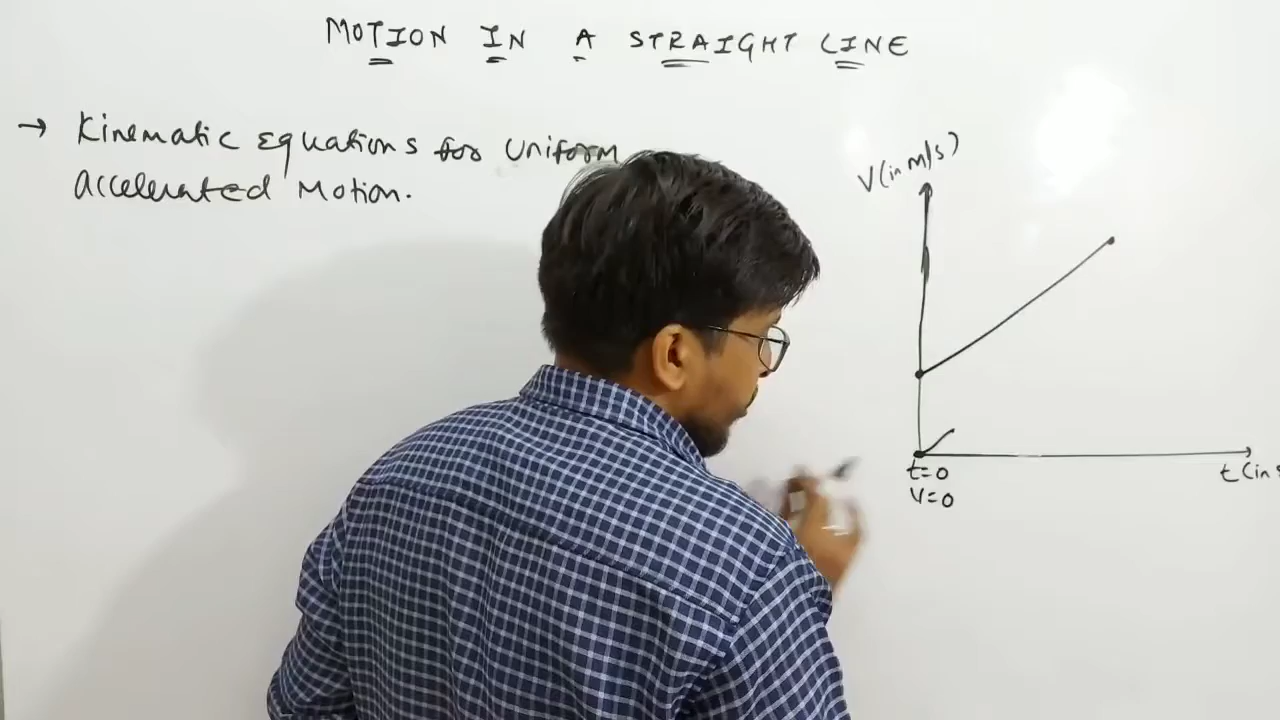 MOTION IN A STRAIGHT LINE
→ Kinematic equations for Uniform
accelerated Motion.
V(in m/s)
t=0
V=0
t(in